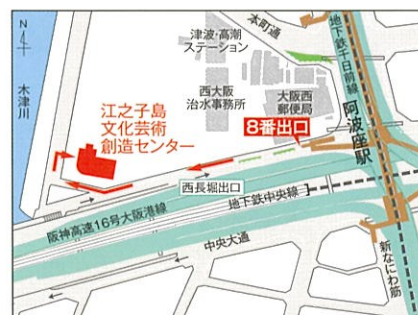 N
木津川
津波・高潮
ステーション
本町通
地下鉄千日前線
西大阪
治水事務所
大阪西
郵便局
阿波座駅
8番出口
江之子島
文化芸術
創造センター
西長堀出口
地下鉄中央線
阪神高速16号大阪港線
中央大通
新なにわ筋